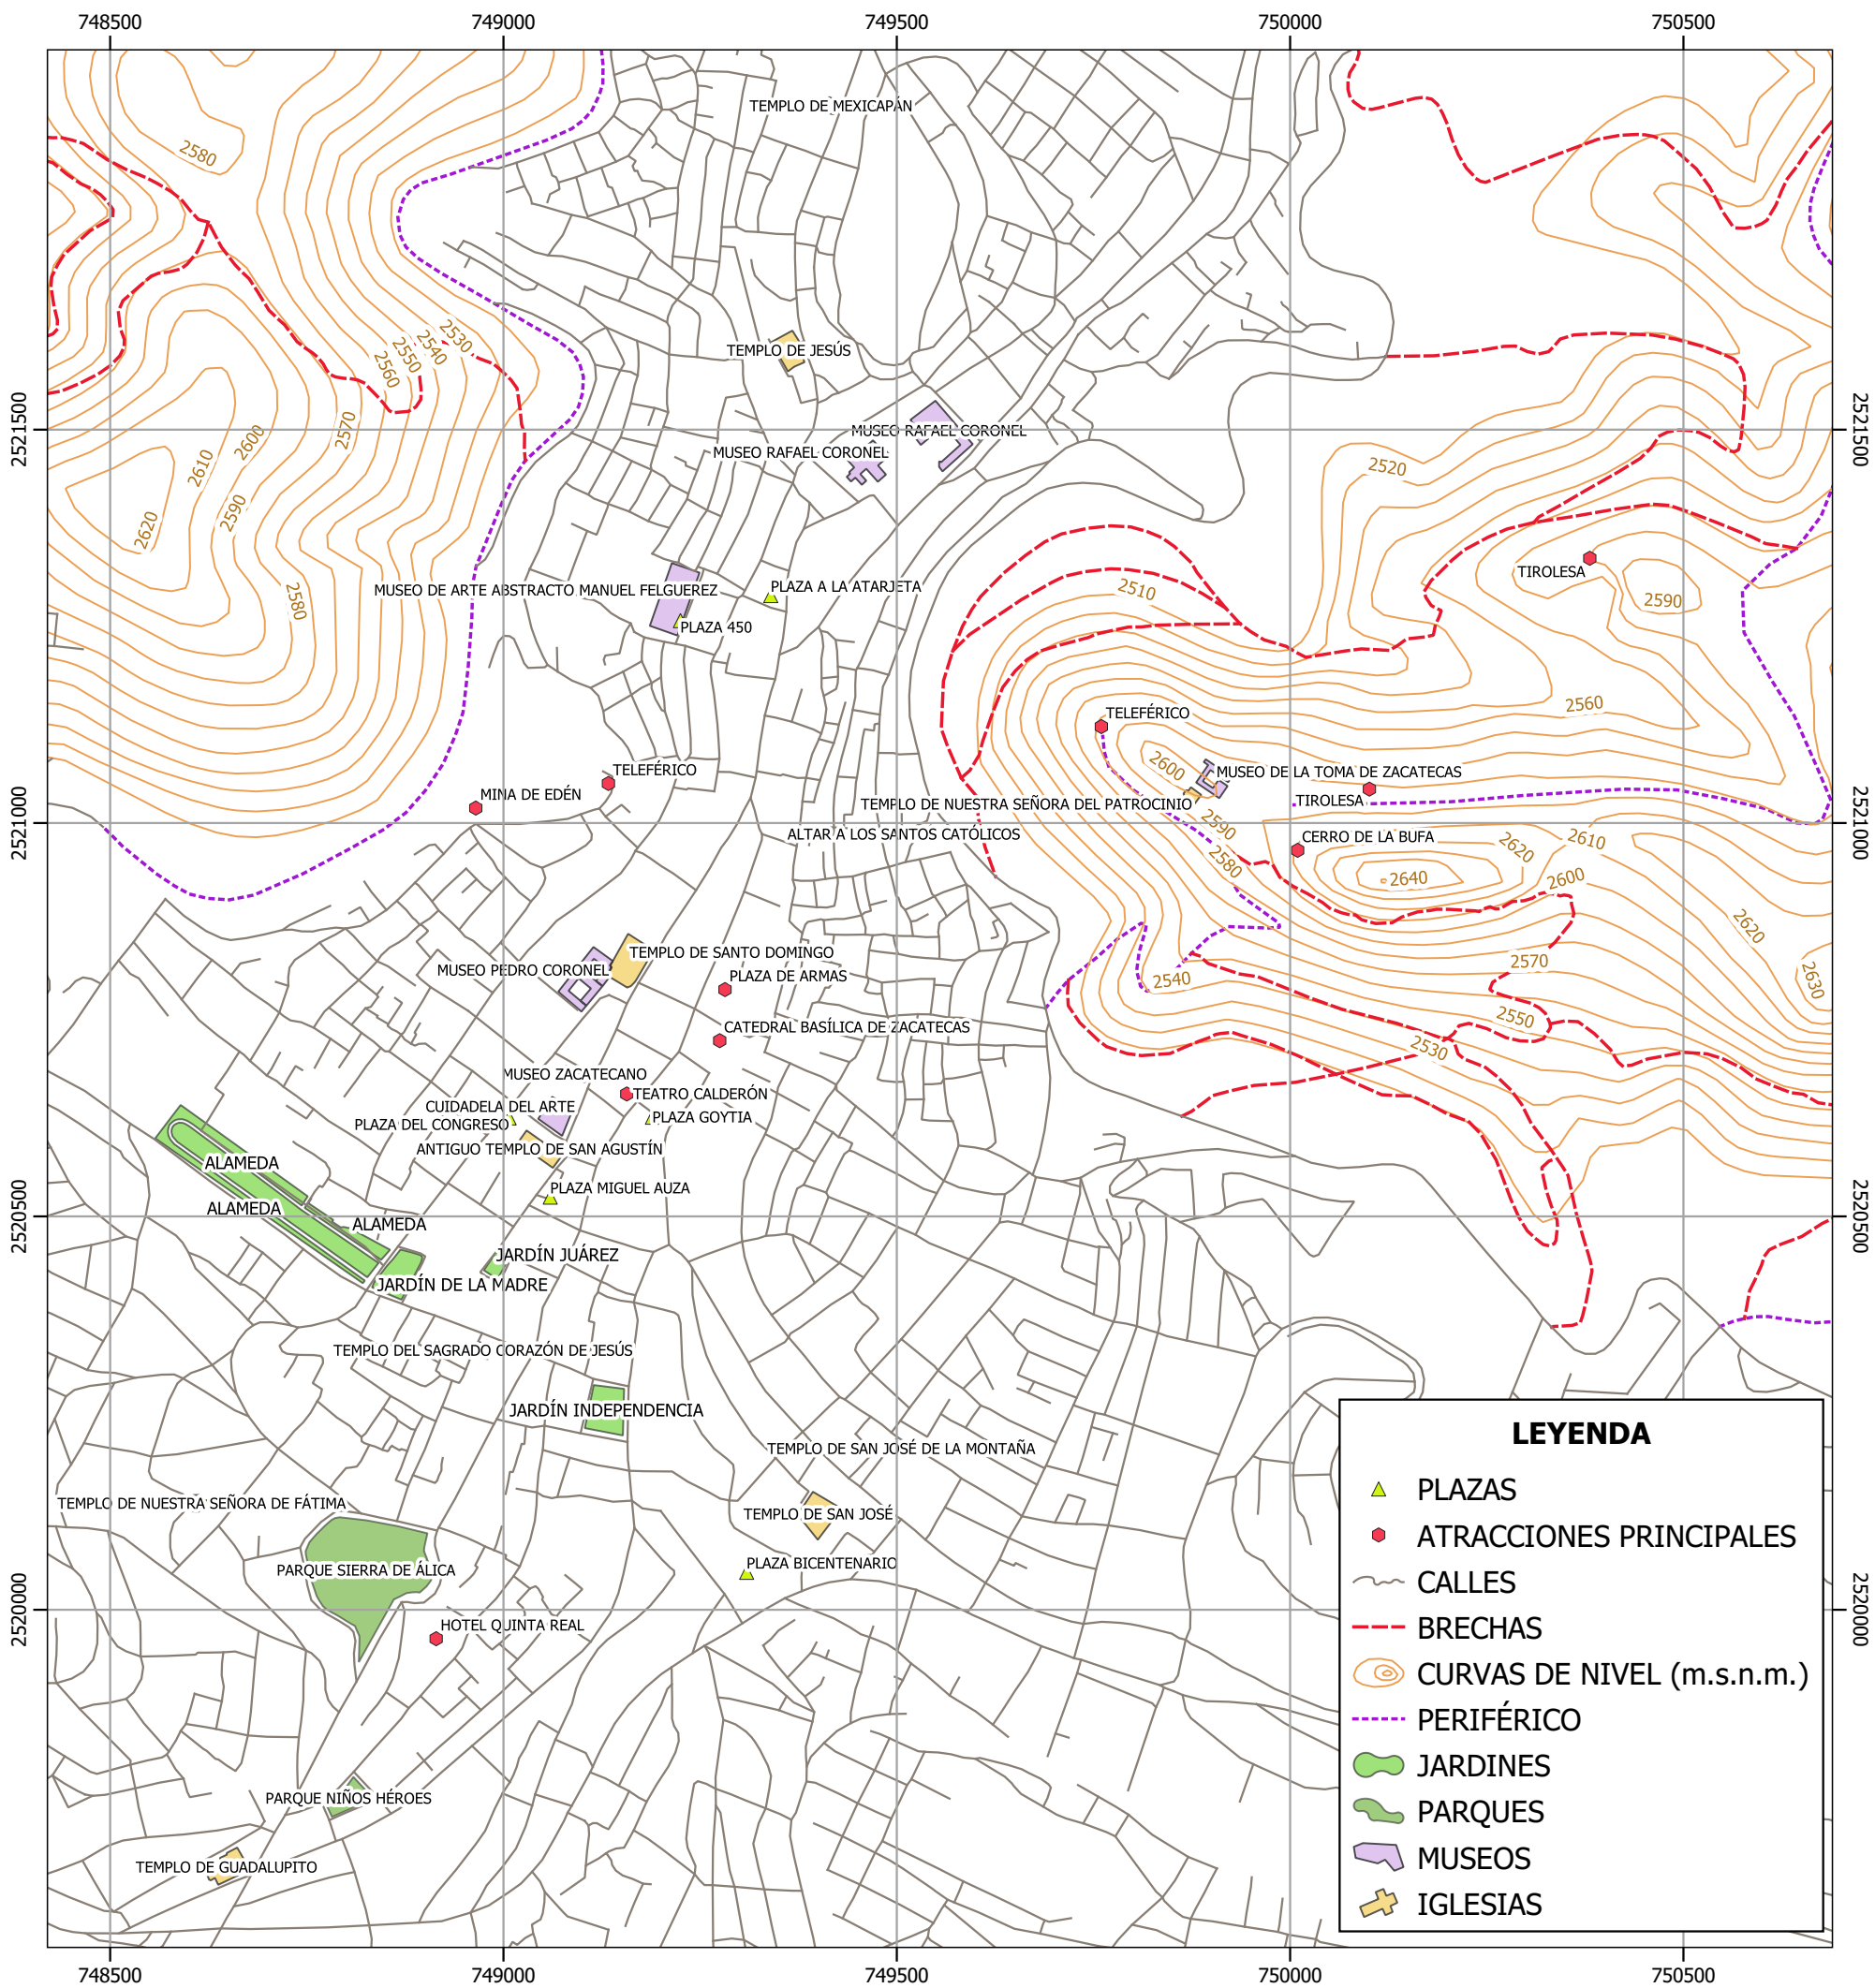 748500 749000 749500 750000 750500
TEMPLO DE MEXICAPÁN
2580
2530
2540
2550
2560
TEMPLO DE JESÚS
2521500
2521500
2570
2600
2610
2590
2620
MUSEO RAFAEL CORONEL
MUSEO RAFAEL CORONEL
2520
TIROLESA
2590
2510
2580
MUSEO DE ARTE ABSTRACTO MANUEL FELGUEREZ
PLAZA A LA ATARJETA
PLAZA 450
2560
TELEFÉRICO
2600
MUSEO DE LA TOMA DE ZACATECAS
TELEFÉRICO
MINA DE EDÉN
TIROLESA
TEMPLO DE NUESTRA SEÑORA DEL PATROCINIO
2521000
2521000
2590
ALTAR A LOS SANTOS CATÓLICOS
CERRO DE LA BUFA
2580
2620
2610
2640
2600
2620
2630
TEMPLO DE SANTO DOMINGO
MUSEO PEDRO CORONEL
PLAZA DE ARMAS
2570
2540
2550
2530
CATEDRAL BASÍLICA DE ZACATECAS
MUSEO ZACATECANO
TEATRO CALDERÓN
CUIDADELA DEL ARTE
PLAZA GOYTIA
PLAZA DEL CONGRESO
ANTIGUO TEMPLO DE SAN AGUSTÍN
ALAMEDA
PLAZA MIGUEL AUZA
ALAMEDA
ALAMEDA
2520500
2520500
JARDÍN JUÁREZ
JARDÍN DE LA MADRE
TEMPLO DEL SAGRADO CORAZÓN DE JESÚS
JARDÍN INDEPENDENCIA
TEMPLO DE SAN JOSÉ DE LA MONTAÑA
TEMPLO DE NUESTRA SEÑORA DE FÁTIMA
TEMPLO DE SAN JOSÉ
PARQUE SIERRA DE ÁLICA
PLAZA BICENTENARIO
2520000
2520000
HOTEL QUINTA REAL
PARQUE NIÑOS HÉROES
TEMPLO DE GUADALUPITO
LEYENDA
PLAZAS
ATRACCIONES PRINCIPALES
CALLES
BRECHAS
CURVAS DE NIVEL (m.s.n.m.)
PERIFÉRICO
JARDINES
PARQUES
MUSEOS
IGLESIAS
748500 749000 749500 750000 750500